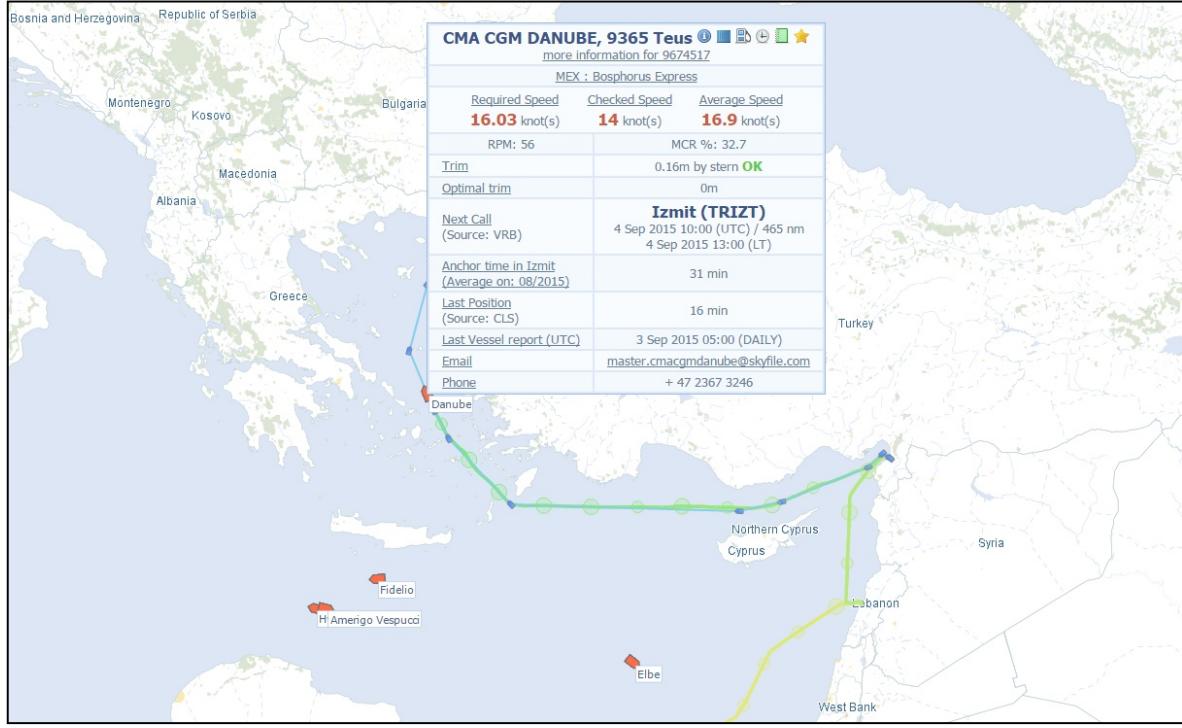 Bosnia and Herzegovina
Republic of Serbia
Montenegro
Kosovo
Bulgaria
Macedonia
Albania
Greece
CMA CGM DANUBE, 9365 Teus
more information for 9674517
MEX : Bosphorus Express
Required Speed Checked Speed Average Speed
16.03 knot(s) 14 knot(s) 16.9 knot(s)
RPM: 56 MCR %: 32.7
Trim 0.16m by stern OK
Optimal trim 0m
Next Call
(Source: VRB)
Izmit (TRIZT)
4 Sep 2015 10:00 (UTC) / 465 nm
4 Sep 2015 13:00 (LT)
Anchor time in Izmit
(Average on: 08/2015)
31 min
Last Position
(Source: CLS)
16 min
Last Vessel report (UTC) 3 Sep 2015 05:00 (DAILY)
Email master.cmacgmdanube@skyfile.com
Phone + 47 2367 3246
Turkey
Danube
Northern Cyprus
Cyprus
Syria
Fidelio
H
Amerigo Vespucci
Lebanon
Elbe
West Bank